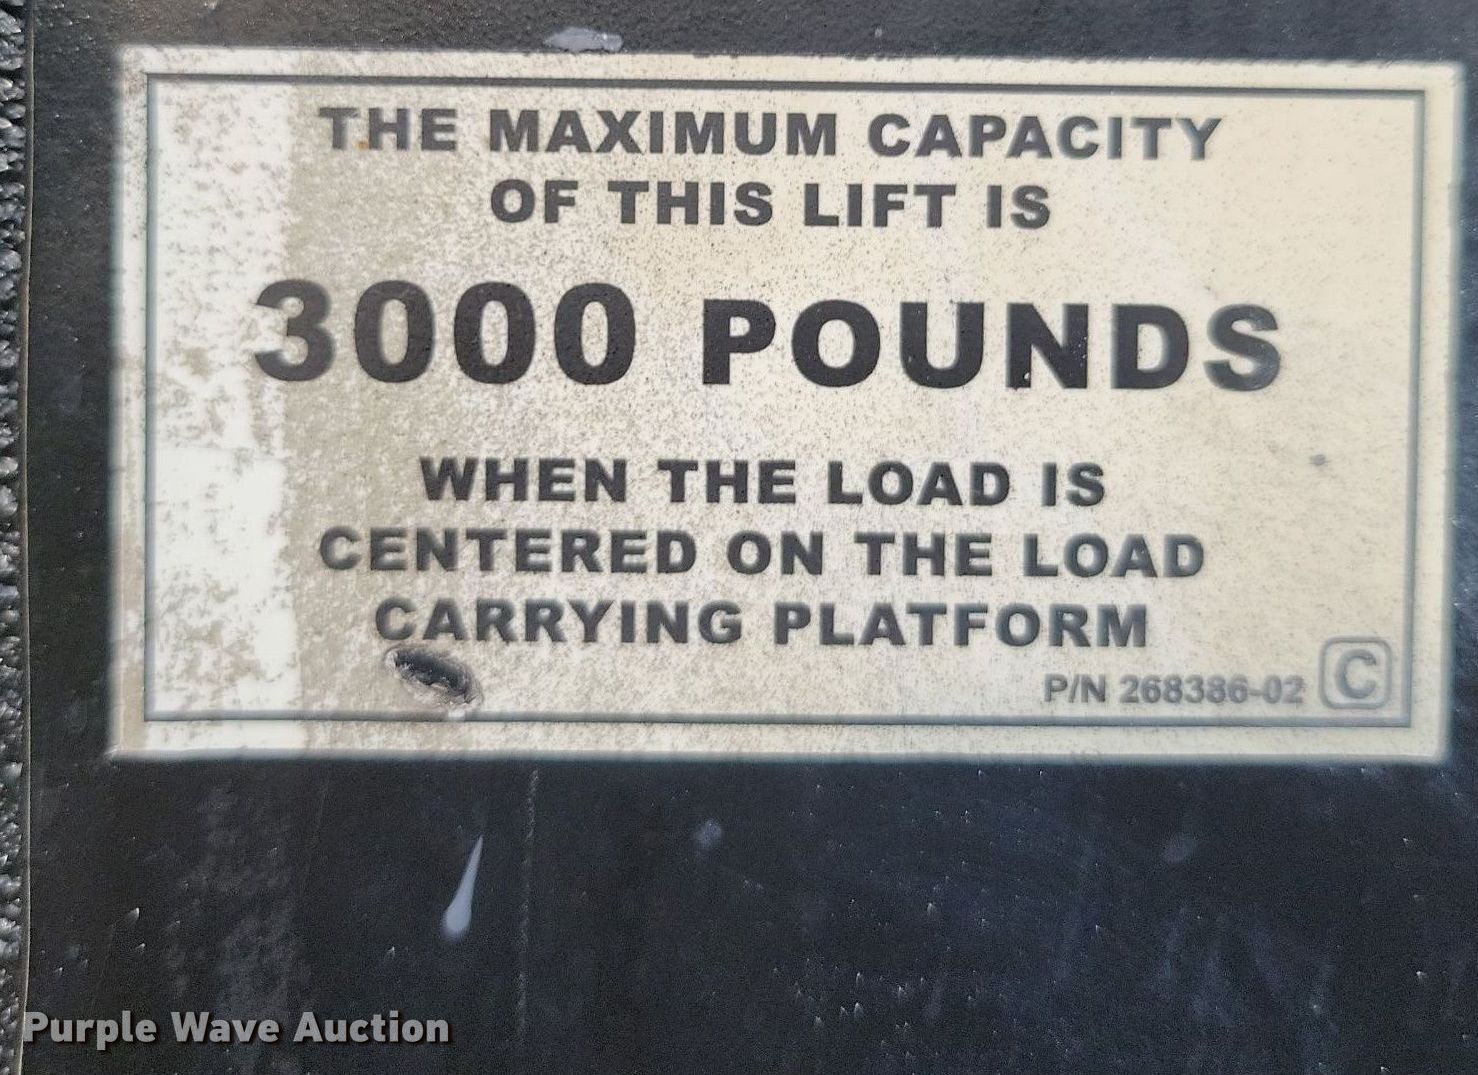 THE MAXIMUM CAPACITY
OF THIS LIFT IS
3000 POUNDS
WHEN THE LOAD IS
CENTERED ON THE LOAD
CARRYING PLATFORM
P/N 268386-02 C
Purple Wave Auction